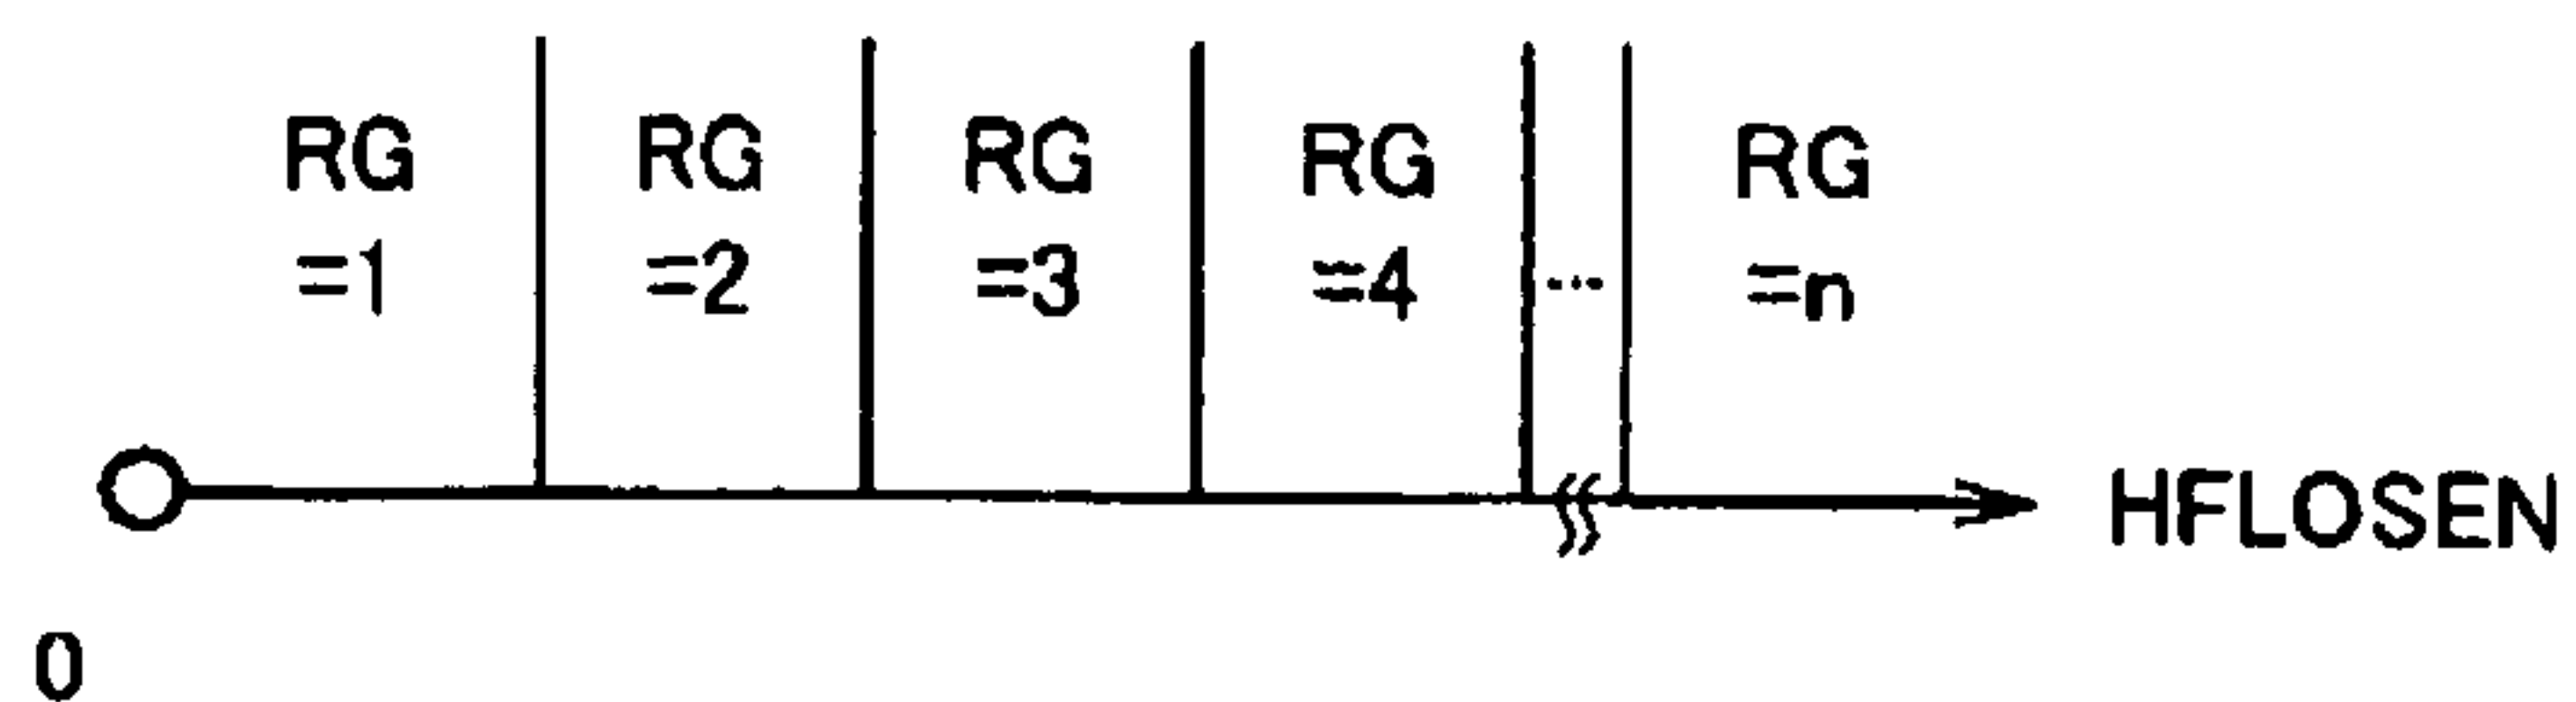 RG
=1
RG
=2
RG
=3
RG
=4
...
RG
=n
HFLOSEN
0